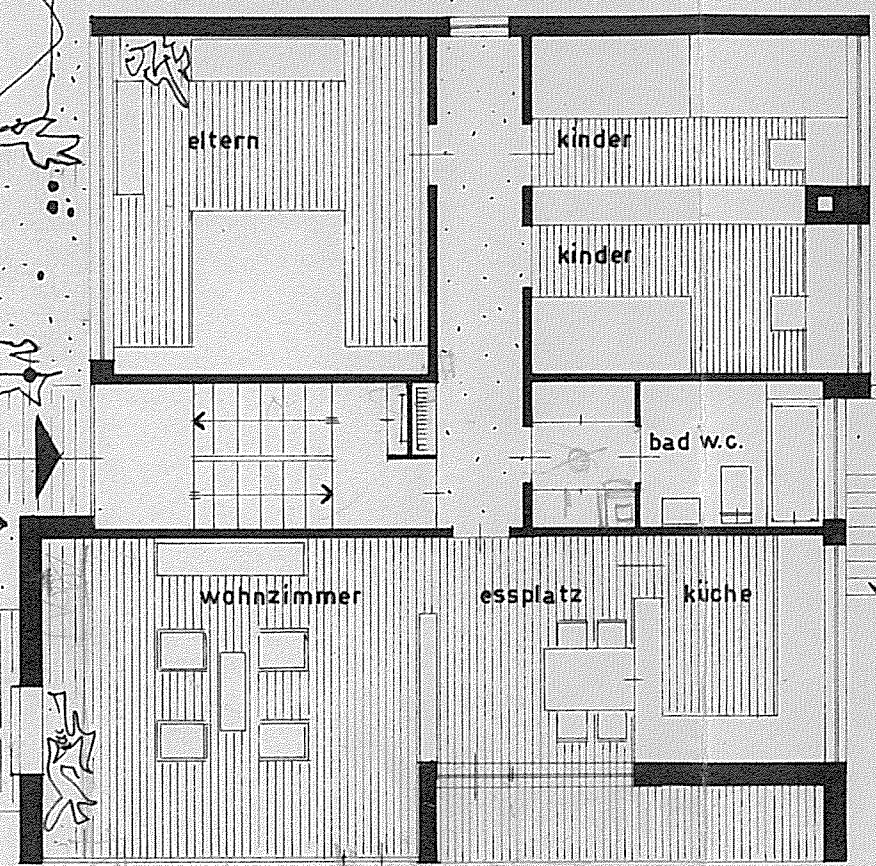 eltern
kinder
kinder
bad w.c.
wohnzimmer
essplatz
küche